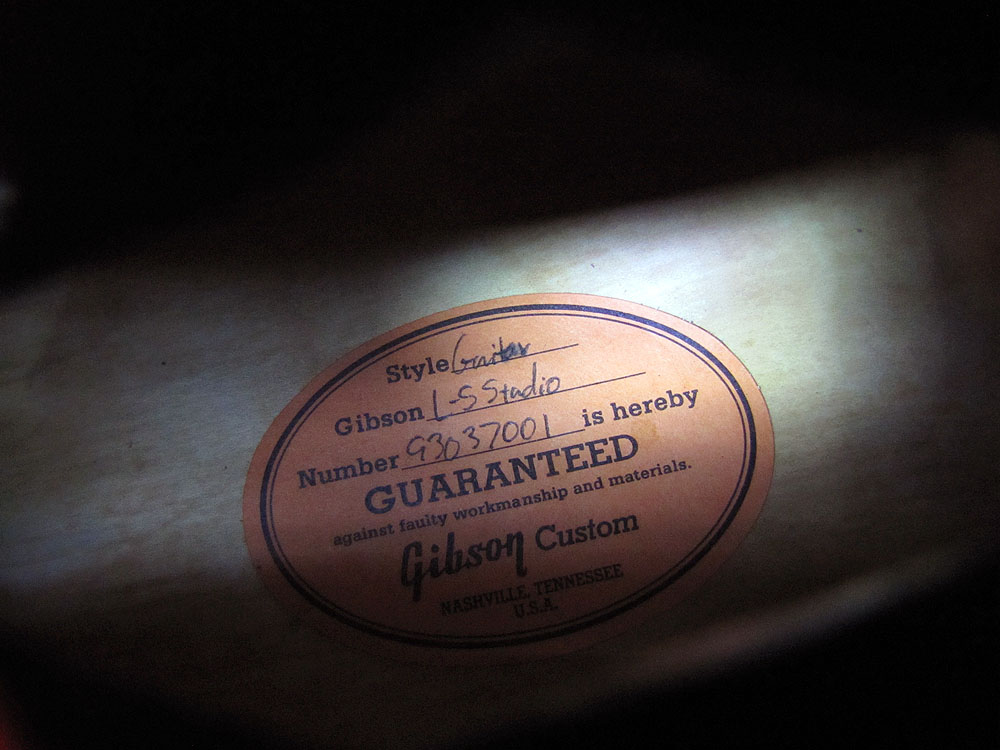 Style Guitar
Gibson L-5 Studio
Number 93037001 is hereby
GUARANTEED
against faulty workmanship and materials.
Gibson Custom
NASHVILLE, TENNESSEE
U.S.A.